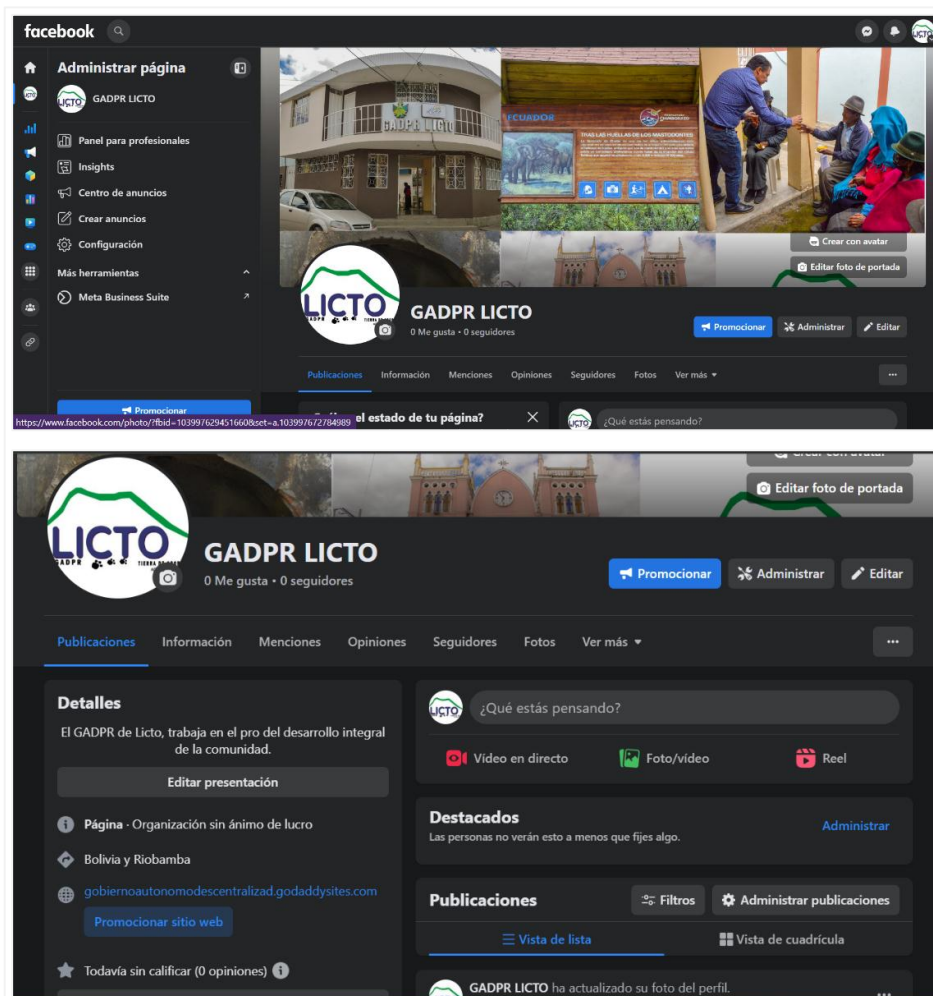 facebook
Administrar página
GADPR LICTO
Panel para profesionales
Insights
Centro de anuncios
Crear anuncios
Configuración
Más herramientas
Meta Business Suite
Promocionar
https://www.facebook.com/photo/?fbid=103997629451660&set=a.103997672784989
GADPR LICTO
ECUADOR
TRAS LAS HUELLAS DE LOS MASTODONTES
Crear con avatar
Editar foto de portada
LICTO
GADPR
GADPR LICTO
0 Me gusta • 0 seguidores
Promocionar
Administrar
Editar
Publicaciones Información Menciones Opiniones Seguidores Fotos Ver más
el estado de tu página?
¿Qué estás pensando?
Crear con avatar
Editar foto de portada
LICTO
GADPR TIERRA
GADPR LICTO
0 Me gusta • 0 seguidores
Promocionar
Administrar
Editar
Publicaciones Información Menciones Opiniones Seguidores Fotos Ver más
Detalles
El GADPR de Licto, trabaja en el pro del desarrollo integral
de la comunidad.
Editar presentación
Página · Organización sin ánimo de lucro
Bolivia y Riobamba
gobiernoautonomodescentralizad.godaddysites.com
Promocionar sitio web
Todavía sin calificar (0 opiniones)
LICTO
¿Qué estás pensando?
Vídeo en directo
Foto/vídeo
Reel
Destacados
Las personas no verán esto a menos que fijes algo.
Administrar
Publicaciones
Filtros
Administrar publicaciones
Vista de lista
Vista de cuadrícula
GADPR LICTO ha actualizado su foto del perfil.